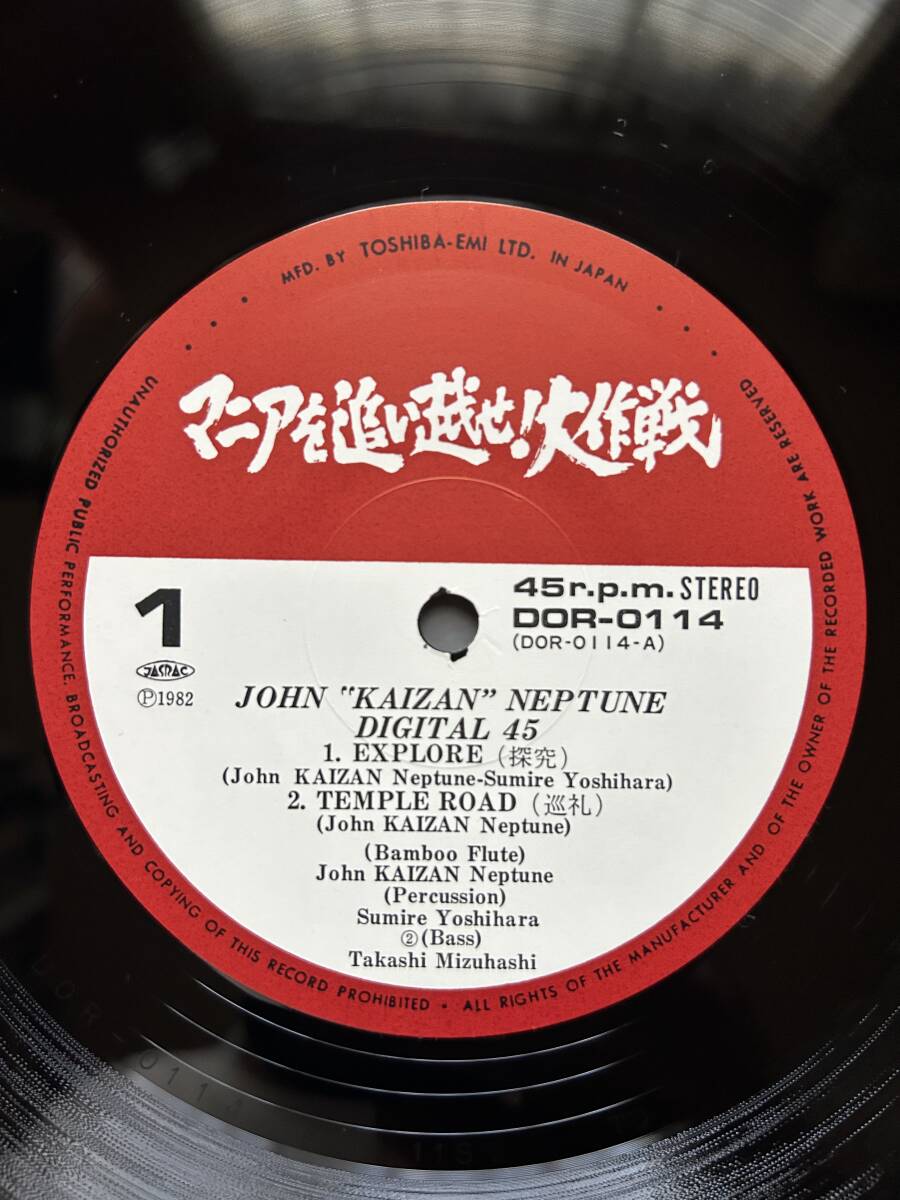 MFD. BY TOSHIBA-EMI LTD. IN JAPAN
マニアを追い越せ!大作戦
1
JASRAC
Ⓟ1982
45r.p.m. STEREO
DOR-0114
(DOR-0114-A)
JOHN "KAIZAN" NEPTUNE
DIGITAL 45
1. EXPLORE (探究)
(John KAIZAN Neptune-Sumire Yoshihara)
2. TEMPLE ROAD (巡礼)
(John KAIZAN Neptune)
(Bamboo Flute)
John KAIZAN Neptune
(Percussion)
Sumire Yoshihara
②(Bass)
Takashi Mizuhashi
UNAUTHORIZED PUBLIC PERFORMANCE, BROADCASTING AND COPYING OF THIS RECORD PROHIBITED • ALL RIGHTS OF THE MANUFACTURER AND OF THE OWNER OF THE RECORDED WORK ARE RESERVED